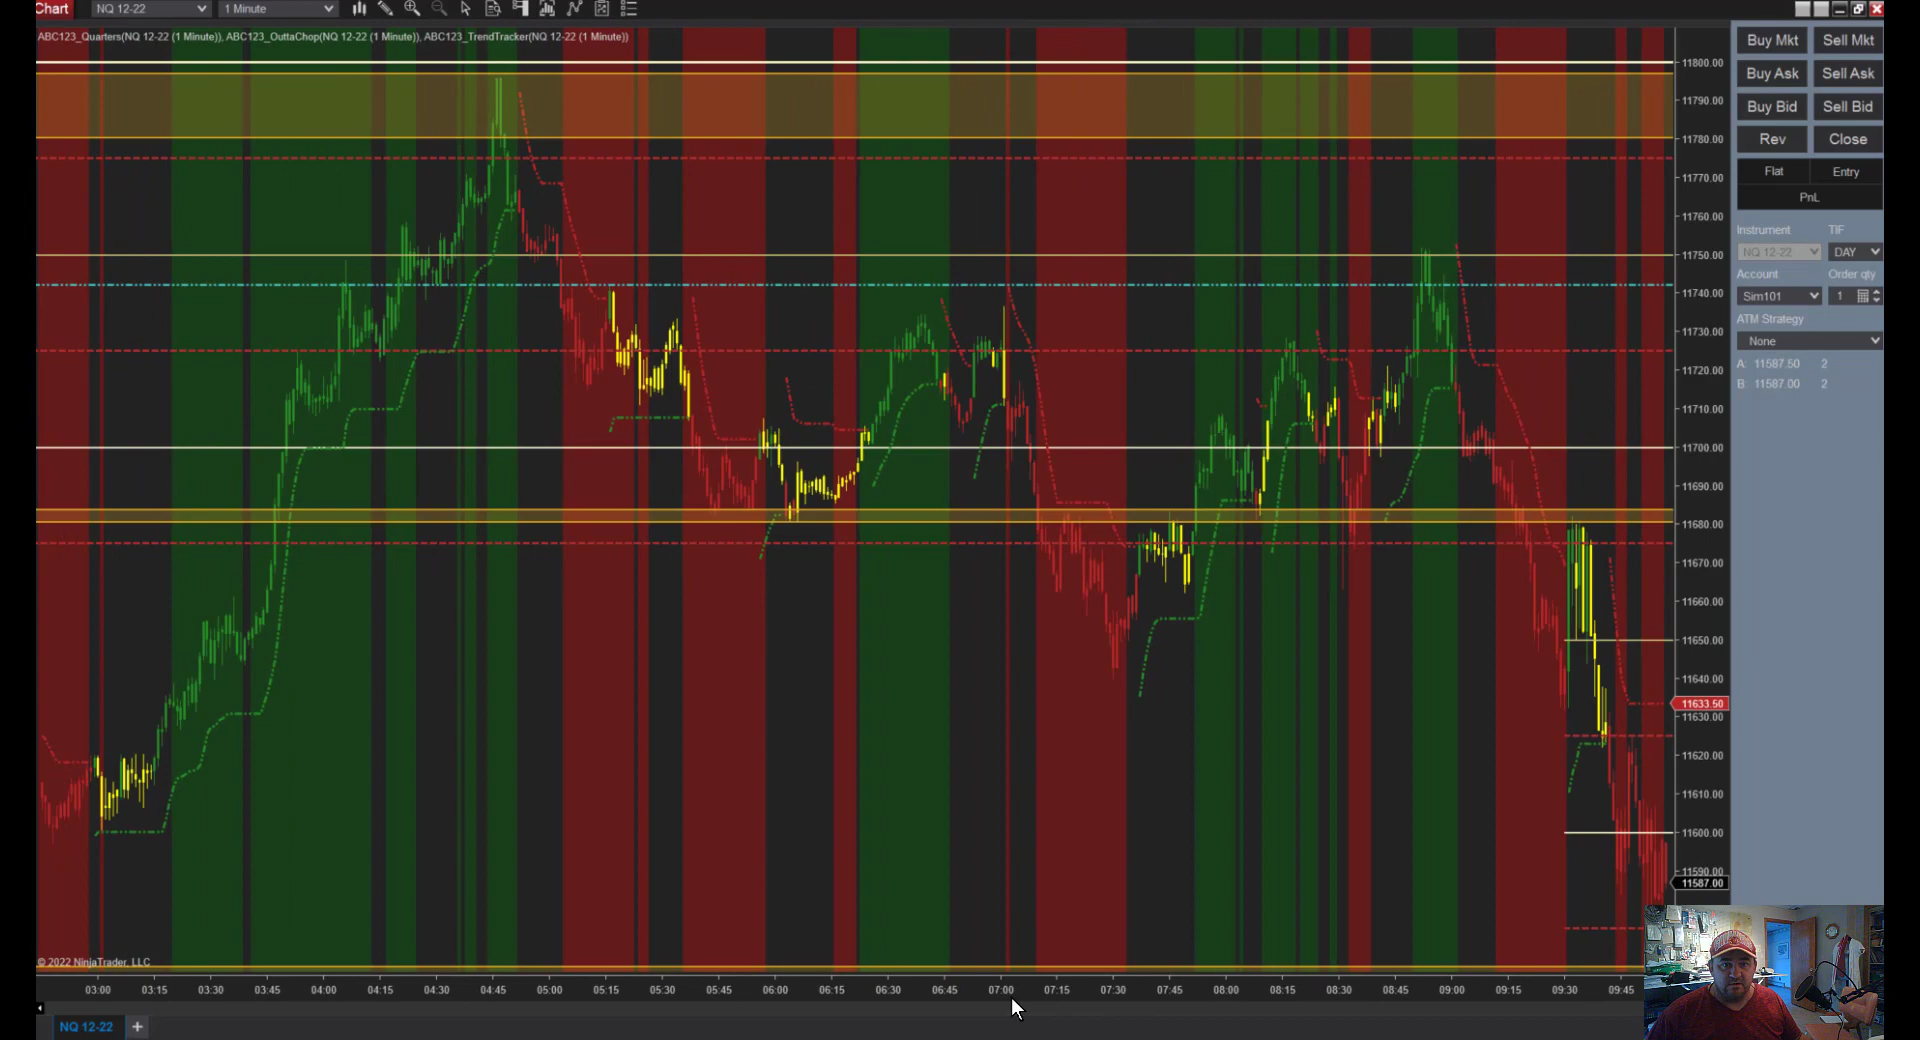 Chart NQ 12-22 1 Minute
ABC123_Quarters(NQ 12-22 (1 Minute)), ABC123_OuttaChop(NQ 12-22 (1 Minute)), ABC123_TrendTracker(NQ 12-22 (1 Minute))
11800.00
11790.00
11780.00
11770.00
11760.00
11750.00
11740.00
11730.00
11720.00
11710.00
11700.00
11690.00
11680.00
11670.00
11660.00
11650.00
11640.00
11633.50
11630.00
11620.00
11610.00
11600.00
11590.00
11587.00
Buy Mkt Sell Mkt
Buy Ask Sell Ask
Buy Bid Sell Bid
Rev Close
Flat Entry
PnL
Instrument TIF
NQ 12-22 DAY
Account Order qty
Sim101 1
ATM Strategy
None
A: 11587.50 2
B: 11587.00 2
© 2022 NinjaTrader, LLC
03:00 03:15 03:30 03:45 04:00 04:15 04:30 04:45 05:00 05:15 05:30 05:45 06:00 06:15 06:30 06:45 07:00 07:15 07:30 07:45 08:00 08:15 08:30 08:45 09:00 09:15 09:30 09:45
NQ 12-22 +